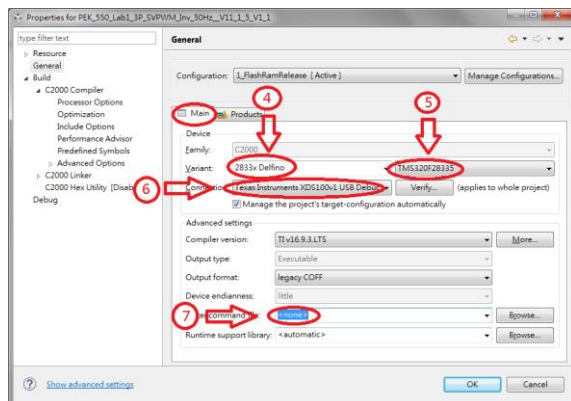 Properties for PEK_550_Lab1_3P_SVPWM_Inv_50Hz__V11_1_5_V1_1
type filter text
General
Resource
General
Build
C2000 Compiler
Processor Options
Optimization
Include Options
Performance Advisor
Predefined Symbols
Advanced Options
C2000 Linker
C2000 Hex Utility [Disab
Debug
Configuration: 1_FlashRamRelease [ Active ] Manage Configurations...
4 5
Main Products
Device
Family: C2000
Variant: 2833x Delfino TMS320F28335
6 Connectio Texas Instruments XDS100v1 USB Debug Verify... (applies to whole project)
Manage the project's target-configuration automatically
Advanced settings
Compiler version: TI v16.9.3.LTS More...
Output type: Executable
Output format: legacy COFF
Device endianness: little
7 command file: <none> Browse...
Runtime support library: <automatic> Browse...
? Show advanced settings OK Cancel